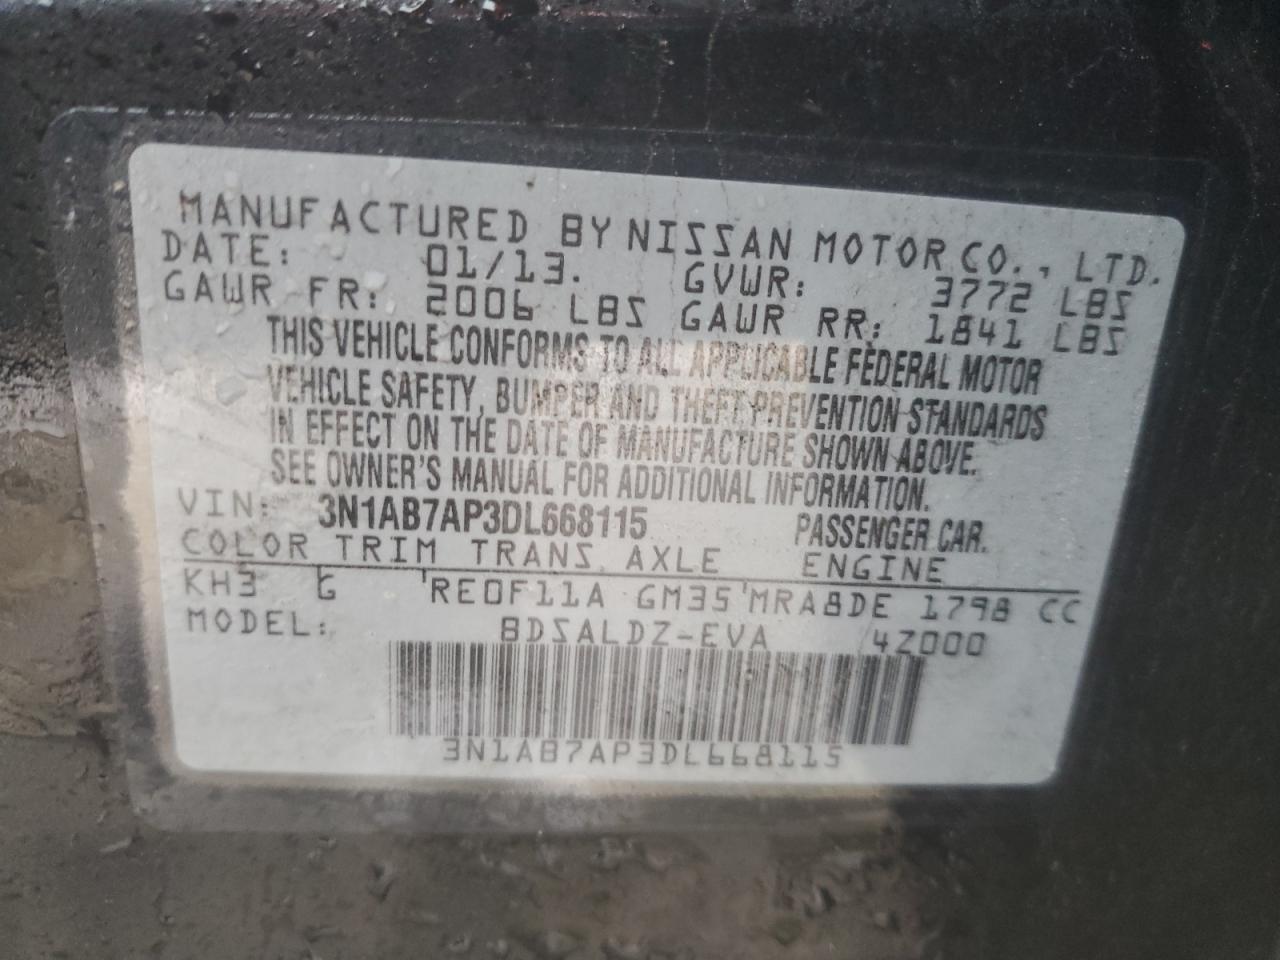 MANUFACTURED BY NISSAN MOTOR CO., LTD.
DATE: 01/13. GVWR: 3772 LBS
GAWR FR: 2006 LBS GAWR RR: 1841 LBS
THIS VEHICLE CONFORMS TO ALL APPLICABLE FEDERAL MOTOR
VEHICLE SAFETY, BUMPER AND THEFT PREVENTION STANDARDS
IN EFFECT ON THE DATE OF MANUFACTURE SHOWN ABOVE.
SEE OWNER'S MANUAL FOR ADDITIONAL INFORMATION.
VIN: 3N1AB7AP3DL668115 PASSENGER CAR.
COLOR TRIM TRANS. AXLE ENGINE
KH3 G 'RE0F11A GM35'MRA8DE 1798 CC
MODEL: BDSALDZ-EVA 4Z000
3N1AB7AP3DL668115